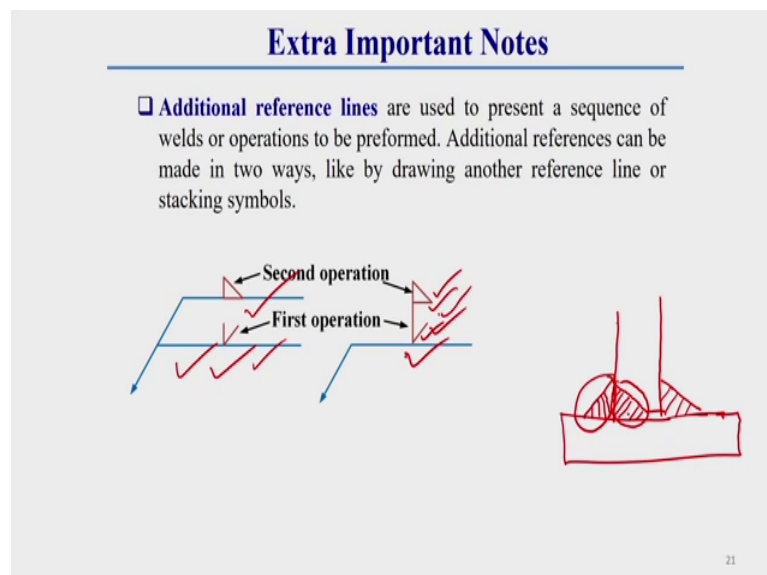 Extra Important Notes
Additional reference lines are used to present a sequence of
welds or operations to be preformed. Additional references can be
made in two ways, like by drawing another reference line or
stacking symbols.
Second operation
First operation
21